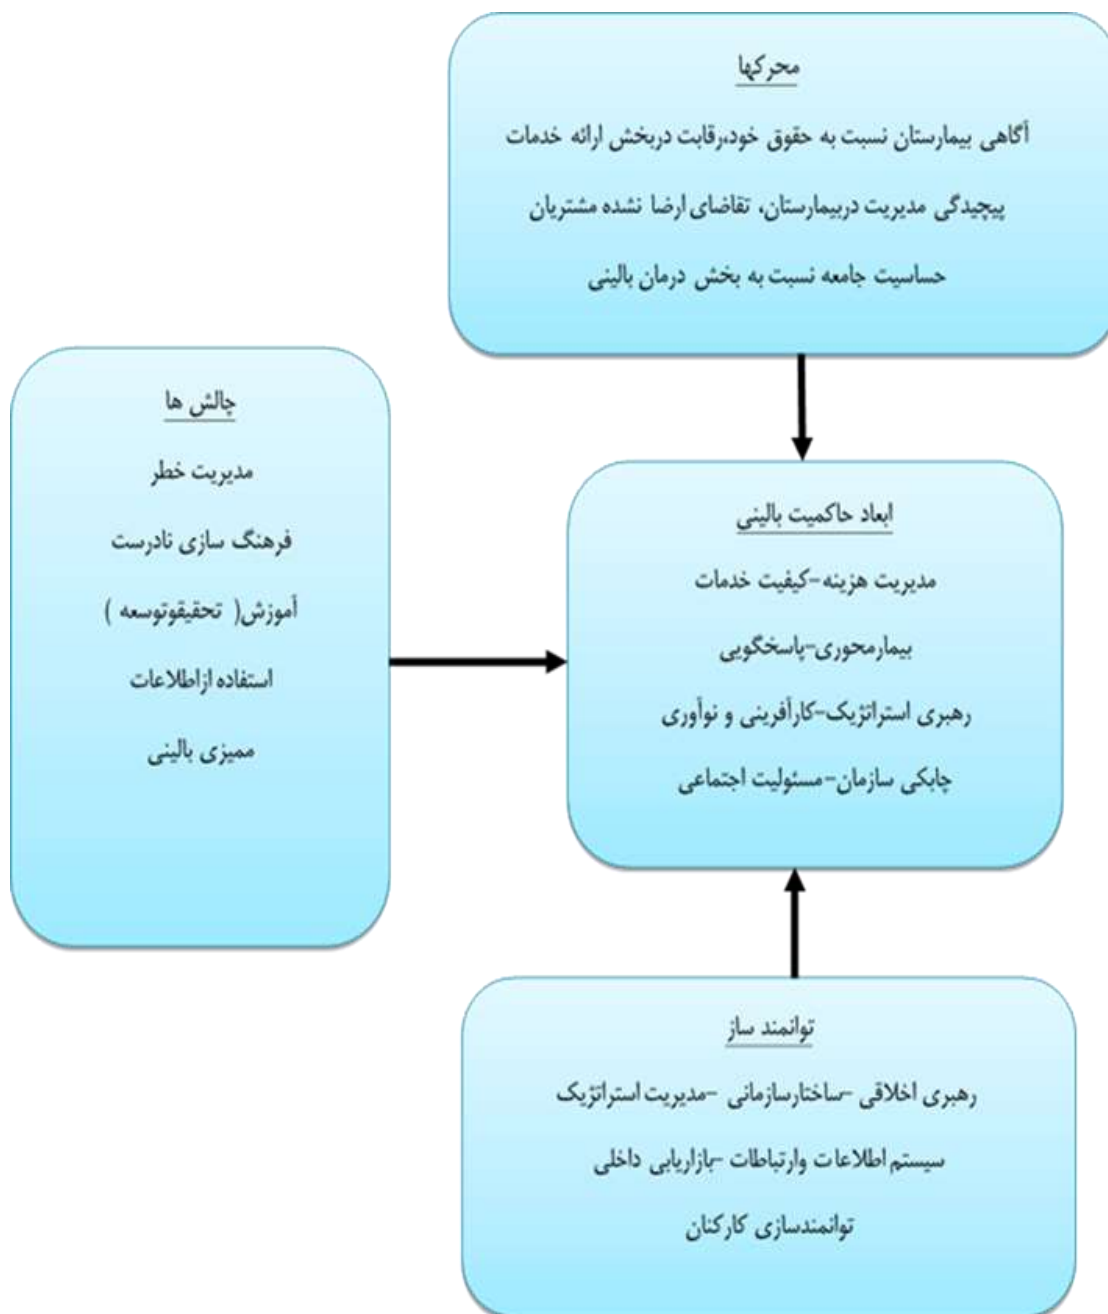 محرکها
آگاهی بیمارستان نسبت به حقوق خود،رقابت دربخش ارائه خدمات
پیچیدگی مدیریت دربیمارستان، تقاضای ارضا نشده مشتریان
حساسیت جامعه نسبت به بخش درمان بالینی
چالش ها
مدیریت خطر
فرهنگ سازی نادرست
آموزش( تحقیقوتوسعه )
استفاده ازاطلاعات
ممیزی بالینی
ابعاد حاکمیت بالینی
مدیریت هزینه-کیفیت خدمات
بیمارمحوری-پاسخگویی
رهبری استراتژیک-کارآفرینی و نوآوری
چابکی سازمان-مسئولیت اجتماعی
توانمند ساز
رهبری اخلاقی -ساختارسازمانی -مدیریت استراتژیک
سیستم اطلاعات وارتباطات -بازاریابی داخلی
توانمندسازی کارکنان